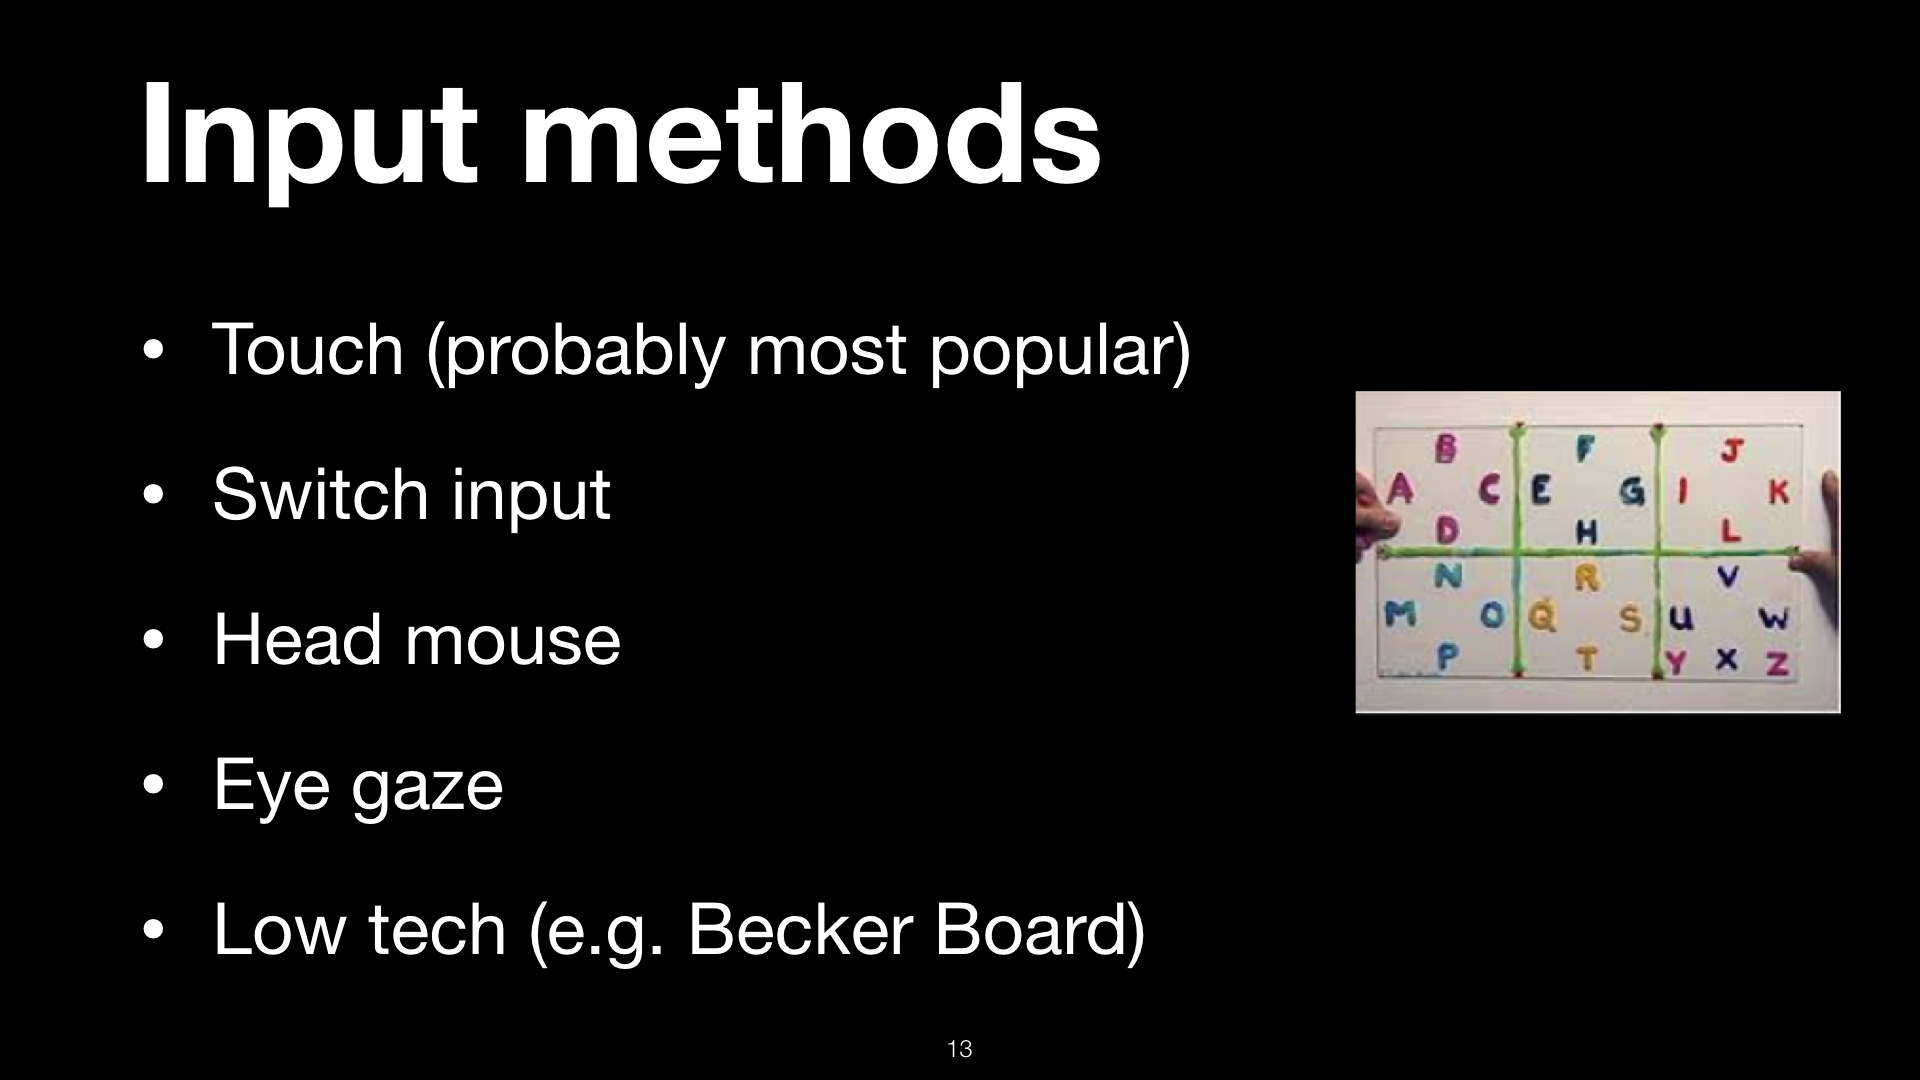 Input methods
• Touch (probably most popular)
• Switch input
• Head mouse
• Eye gaze
• Low tech (e.g. Becker Board)
B F J
A C E G I K
D H L
N R V
M O Q S U W
P T Y X Z
13